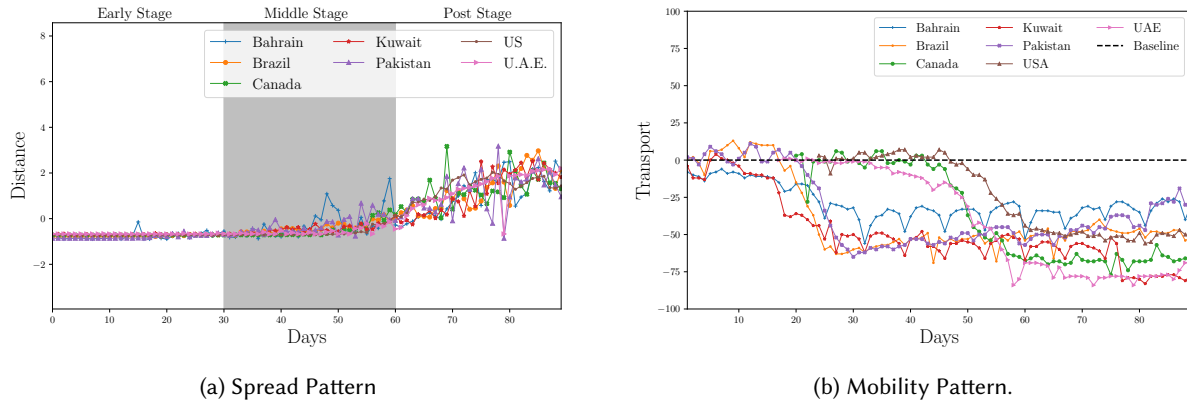 Early Stage Middle Stage Post Stage
Bahrain Kuwait US
Brazil Pakistan U.A.E.
Canada
8
6
4
2
0
−2
Distance
0 10 20 30 40 50 60 70 80
Days
(a) Spread Pattern
Bahrain Kuwait UAE
Brazil Pakistan Baseline
Canada USA
100
75
50
25
0
−25
−50
−75
−100
Transport
10 20 30 40 50 60 70 80
Days
(b) Mobility Pattern.